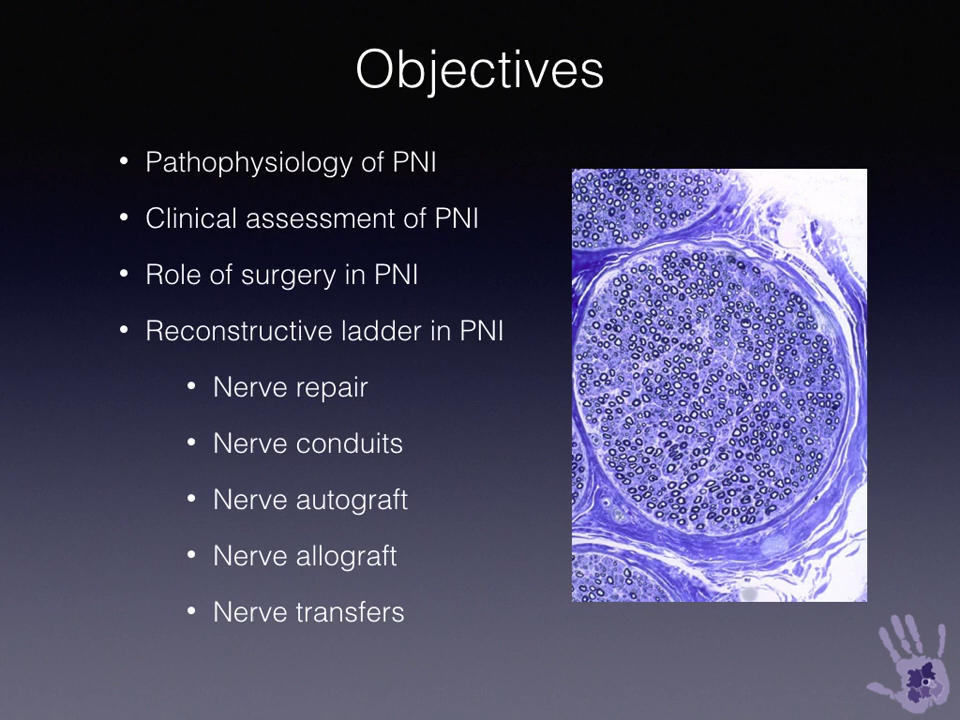 Objectives
• Pathophysiology of PNI
• Clinical assessment of PNI
• Role of surgery in PNI
• Reconstructive ladder in PNI
• Nerve repair
• Nerve conduits
• Nerve autograft
• Nerve allograft
• Nerve transfers